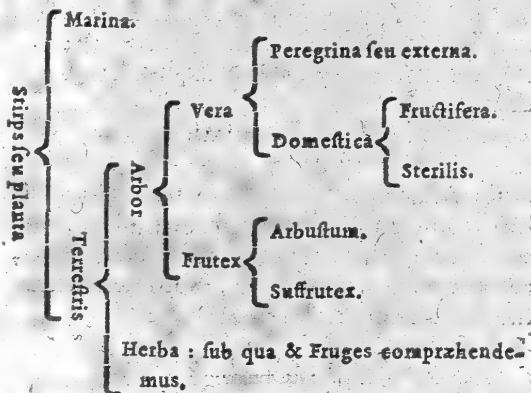 Stirps ſeu planta
Marina.
Terreſtris
Arbor
Vera
Peregrina ſeu externa.
Domeſtica
Fructifera.
Sterilis.
Frutex
Arbuſtum.
Suffrutex.
Herba : ſub qua & Fruges compræhende-
mus.